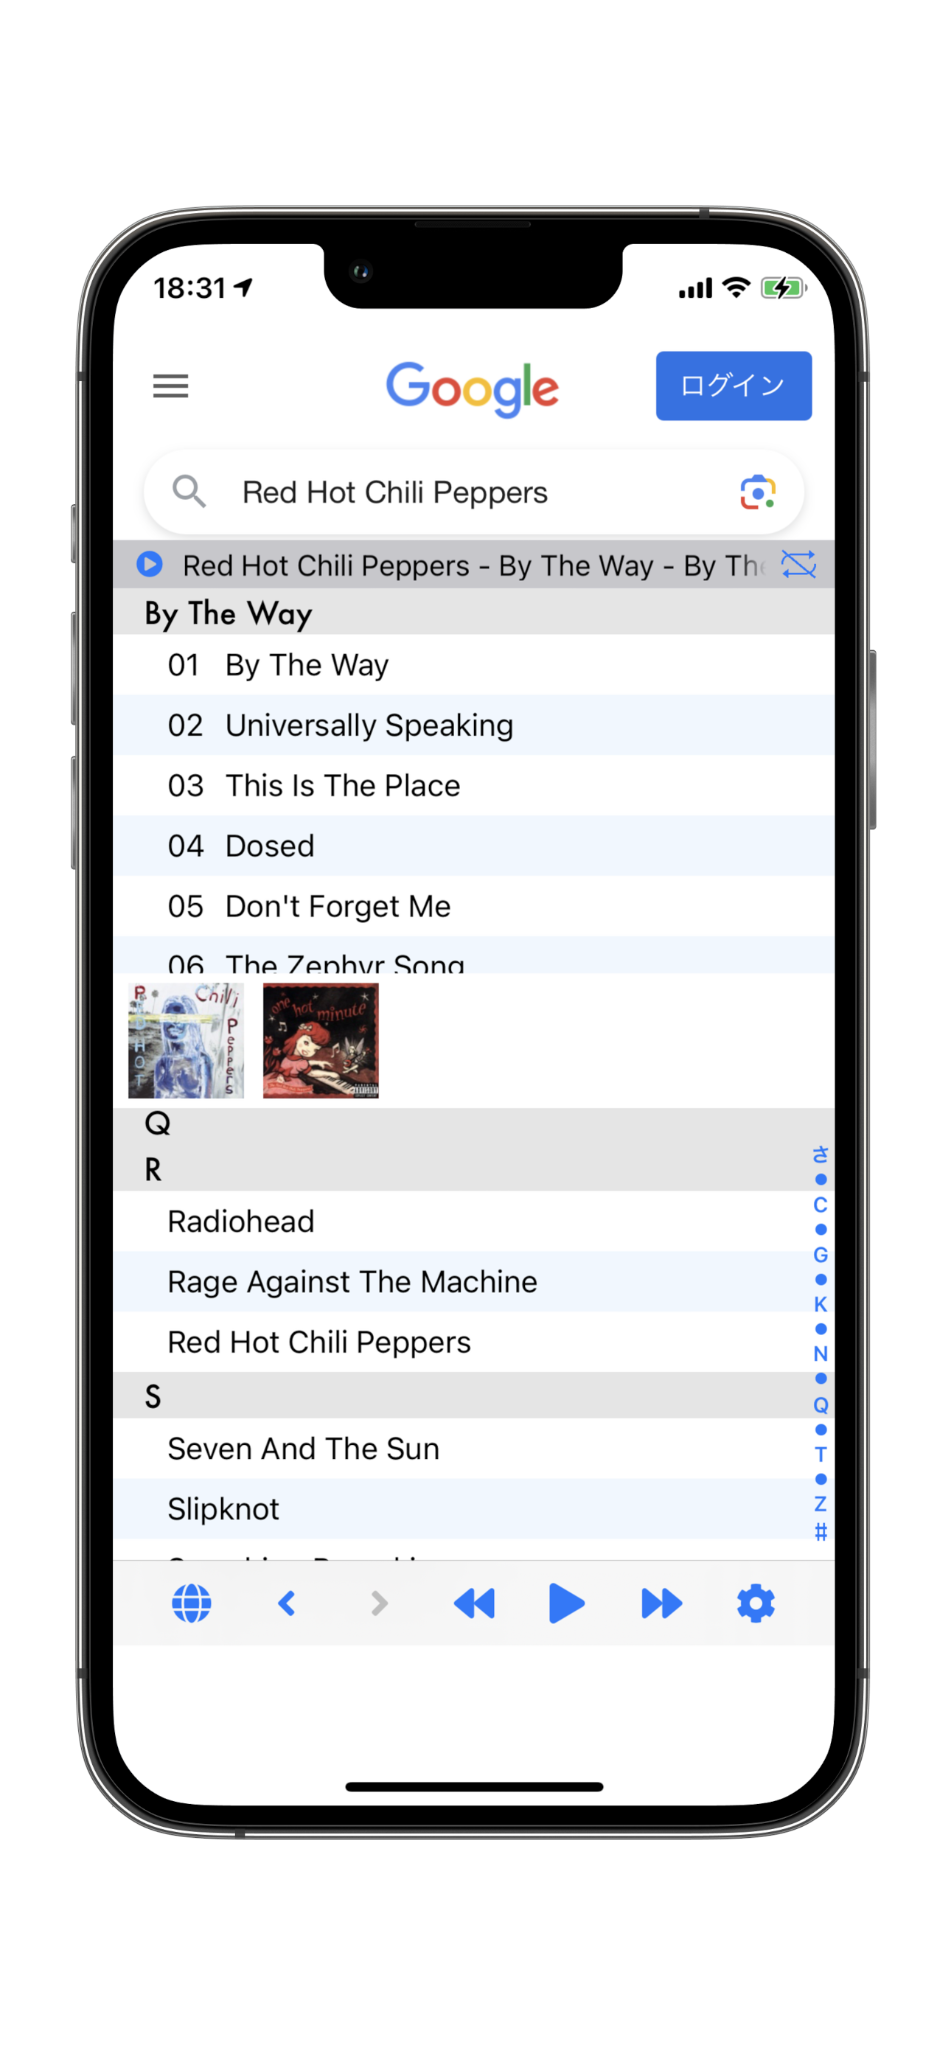 18:31
Google
ログイン
Red Hot Chili Peppers
Red Hot Chili Peppers - By The Way - By The
By The Way
01 By The Way
02 Universally Speaking
03 This Is The Place
04 Dosed
05 Don't Forget Me
06 The Zephyr Song
Red HOT Chili Peppers
one hot minute
Q
R
Radiohead
Rage Against The Machine
Red Hot Chili Peppers
S
Seven And The Sun
Slipknot
さ
C
G
K
N
Q
T
Z
#